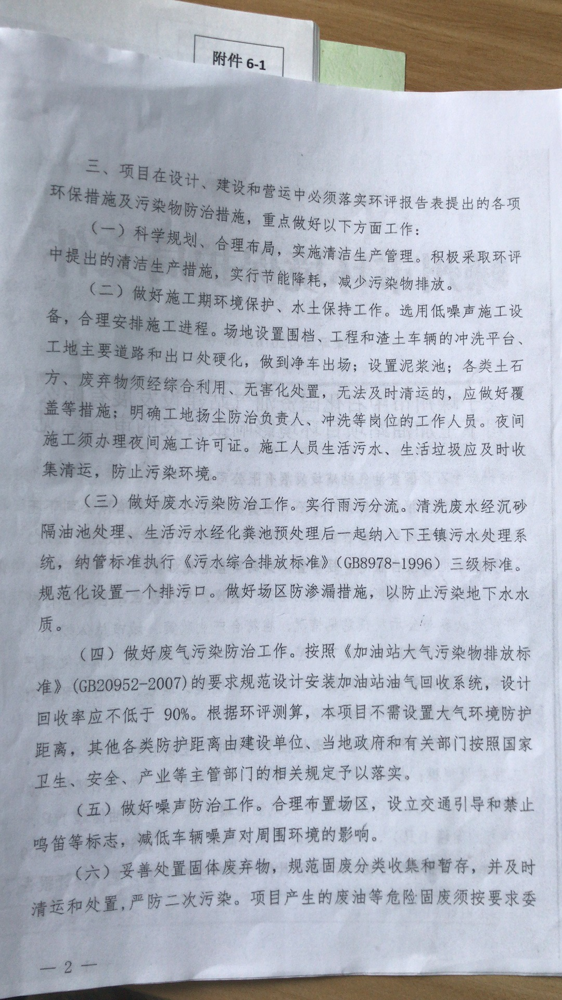 附件 6-1
三、项目在设计、建设和营运中必须落实环评报告表提出的各项
环保措施及污染物防治措施，重点做好以下方面工作：
（一）科学规划、合理布局，实施清洁生产管理。积极采取环评
中提出的清洁生产措施，实行节能降耗，减少污染物排放。
（二）做好施工期环境保护、水土保持工作。选用低噪声施工设
备，合理安排施工进程。场地设置围档、工程和渣土车辆的冲洗平台、
工地主要道路和出口处硬化，做到净车出场；设置泥浆池；各类土石
方、废弃物须经综合利用、无害化处置，无法及时清运的，应做好覆
盖等措施；明确工地扬尘防治负责人、冲洗等岗位的工作人员。夜间
施工须办理夜间施工许可证。施工人员生活污水、生活垃圾应及时收
集清运，防止污染环境。
（三）做好废水污染防治工作。实行雨污分流。清洗废水经沉砂
隔油池处理、生活污水经化粪池预处理后一起纳入下王镇污水处理系
统，纳管标准执行《污水综合排放标准》（GB8978-1996）三级标准。
规范化设置一个排污口。做好场区防渗漏措施，以防止污染地下水水
质。
（四）做好废气污染防治工作。按照《加油站大气污染物排放标
准》(GB20952-2007)的要求规范设计安装加油站油气回收系统，设计
回收率应不低于 90%。根据环评测算，本项目不需设置大气环境防护
距离，其他各类防护距离由建设单位、当地政府和有关部门按照国家
卫生、安全、产业等主管部门的相关规定予以落实。
（五）做好噪声防治工作。合理布置场区，设立交通引导和禁止
鸣笛等标志，减低车辆噪声对周围环境的影响。
（六）妥善处置固体废弃物，规范固废分类收集和暂存，并及时
清运和处置,严防二次污染。项目产生的废油等危险固废须按要求委
— 2 —